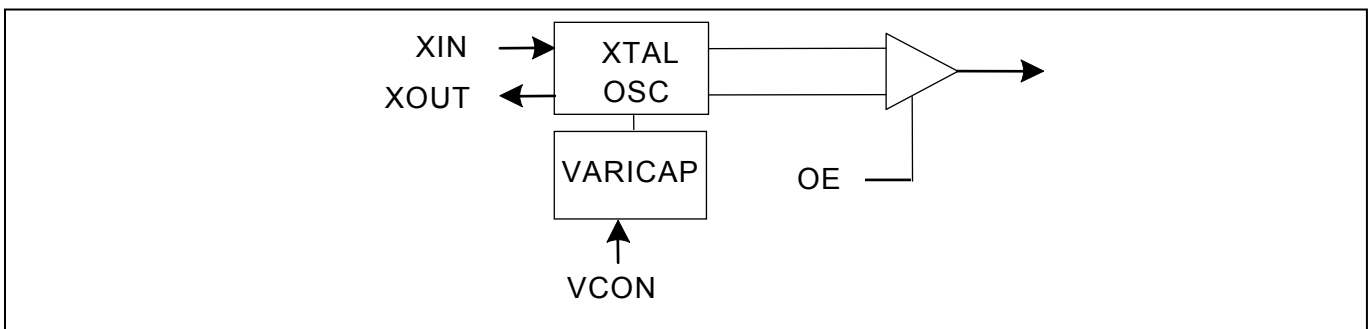 XIN
XOUT
XTAL
OSC
VARICAP
OE
VCON